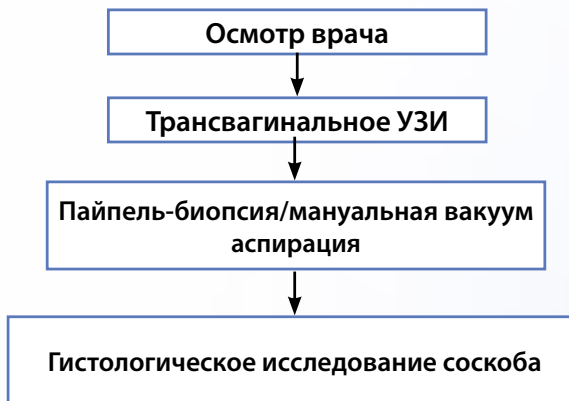 Осмотр врача
Трансвагинальное УЗИ
Пайпель-биопсия/мануальная вакуум
аспирация
Гистологическое исследование соскоба